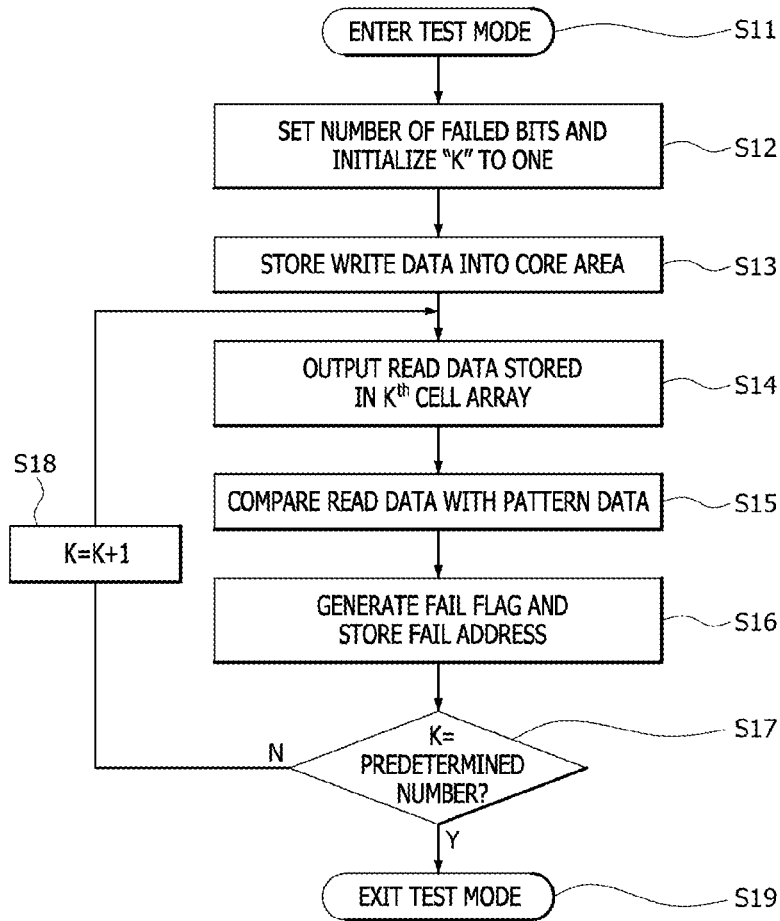 ENTER TEST MODE
S11
SET NUMBER OF FAILED BITS AND
INITIALIZE "K" TO ONE
S12
STORE WRITE DATA INTO CORE AREA
S13
OUTPUT READ DATA STORED
IN Kth CELL ARRAY
S14
S18
K=K+1
COMPARE READ DATA WITH PATTERN DATA
S15
GENERATE FAIL FLAG AND
STORE FAIL ADDRESS
S16
S17
N
K=
PREDETERMINED
NUMBER?
Y
EXIT TEST MODE
S19